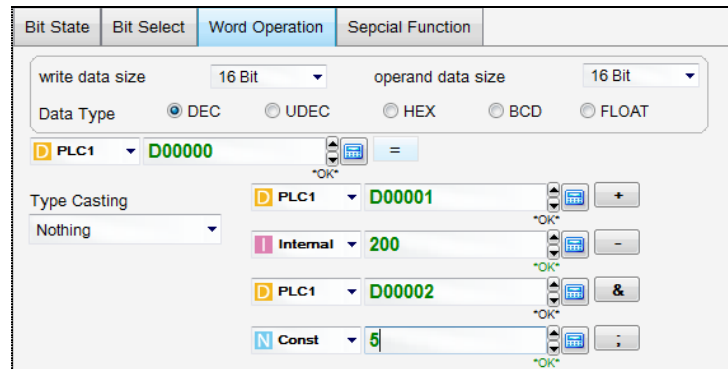 Bit State Bit Select Word Operation Sepcial Function
write data size 16 Bit operand data size 16 Bit
Data Type DEC UDEC HEX BCD FLOAT
D PLC1 D00000 =
*OK*
Type Casting D PLC1 D00001 +
*OK*
Nothing I Internal 200 -
*OK*
D PLC1 D00002 &
*OK*
N Const 5 ;
*OK*